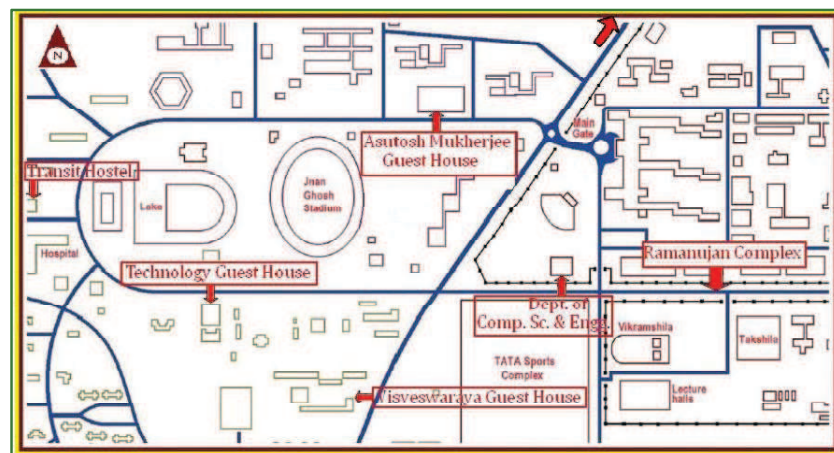 N
Main
Gate
Asutosh Mukherjee
Guest House
Transit Hostel
Jnan
Ghosh
Stadium
Lake
Hospital
Technology Guest House
Ramanujan Complex
Dept. of
Comp. Sc. & Engg.
Vikramshila
Takshila
TATA Sports
Complex
Visveswaraya Guest House
Lecture
halls